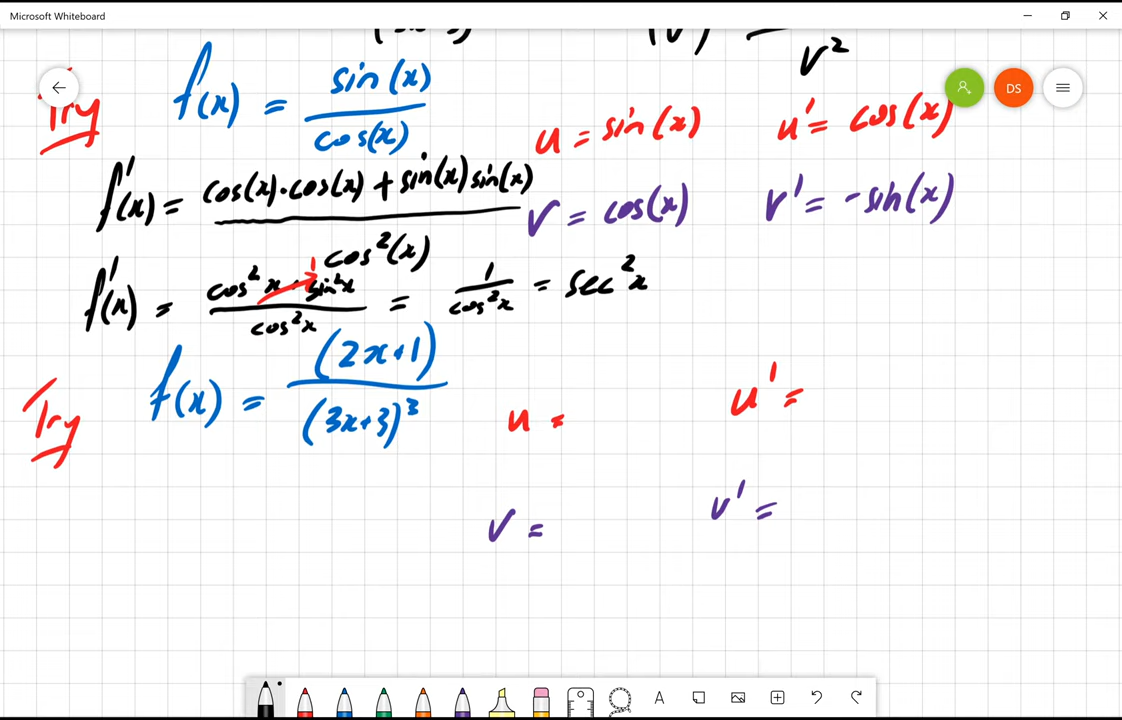 Microsoft Whiteboard
(V) V²
Try f(x) = sin(x) / cos(x)
u = sin(x) u' = cos(x)
DS
f'(x) = cos(x)·cos(x) + sin(x)sin(x) / cos²(x)
v = cos(x) v' = -sin(x)
f'(x) = cos²x + sin²x / cos²x = 1 / cos²x = sec²x
1
Try f(x) = (2x+1) / (3x+3)³
u = u' =
v = v' =
A